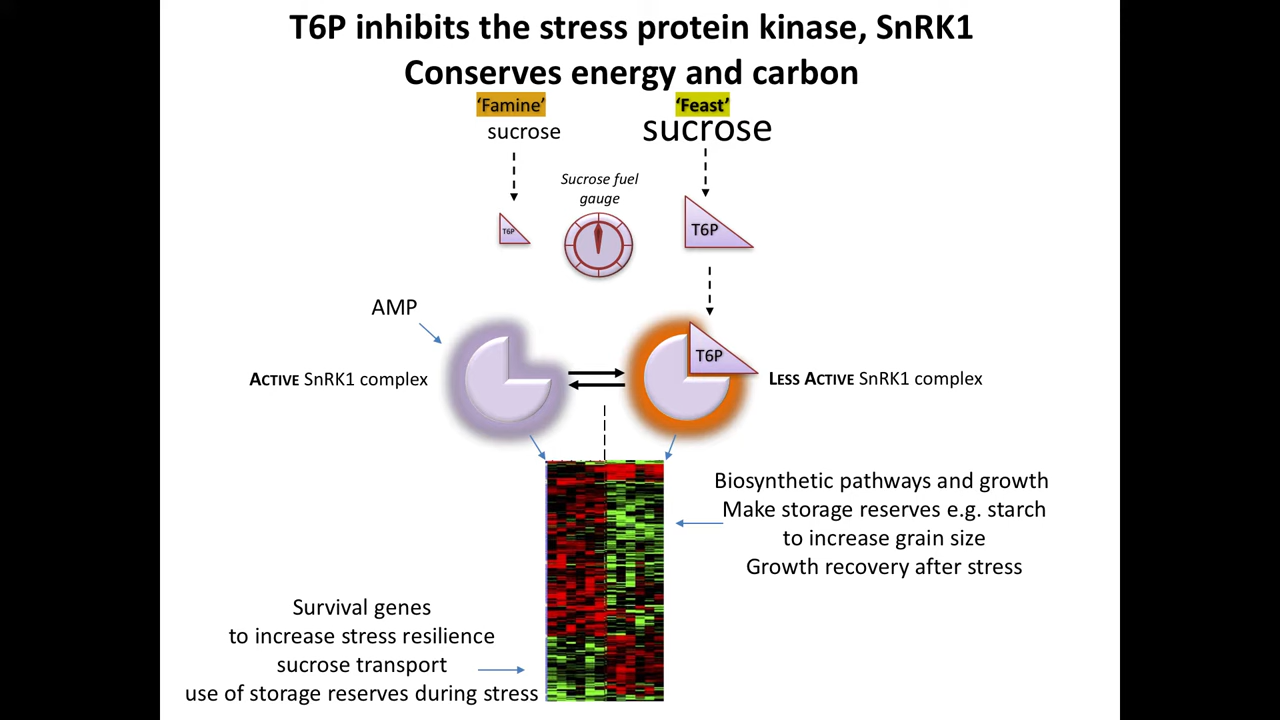 T6P inhibits the stress protein kinase, SnRK1
Conserves energy and carbon
‘Famine’
sucrose
‘Feast’
sucrose
Sucrose fuel
gauge
T6P
T6P
AMP
T6P
ACTIVE SnRK1 complex
LESS ACTIVE SnRK1 complex
Biosynthetic pathways and growth
Make storage reserves e.g. starch
to increase grain size
Growth recovery after stress
Survival genes
to increase stress resilience
sucrose transport
use of storage reserves during stress